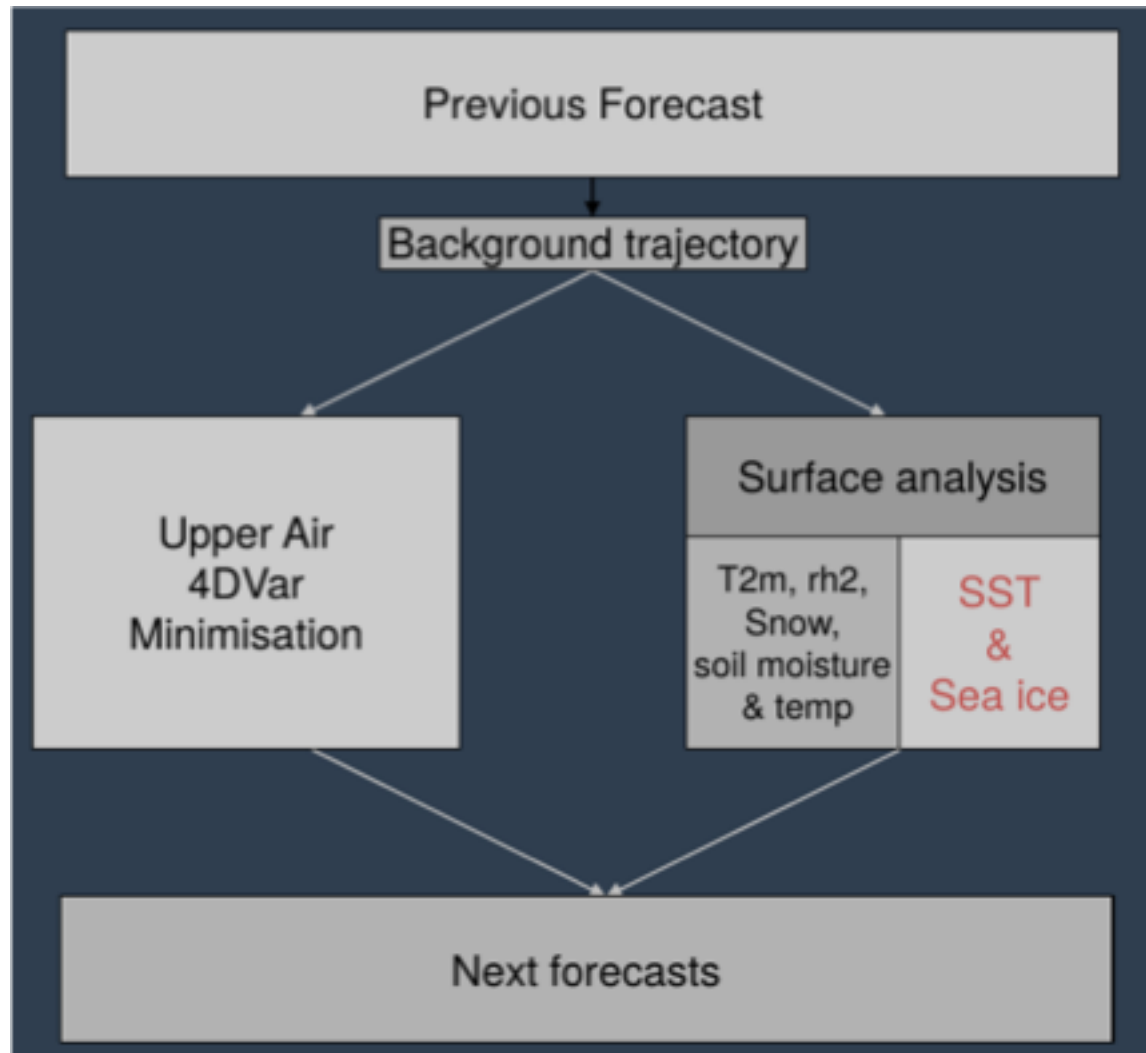 Previous Forecast
Background trajectory
Upper Air
4DVar
Minimisation
Surface analysis
T2m, rh2,
Snow,
soil moisture
& temp
SST
&
Sea ice
Next forecasts